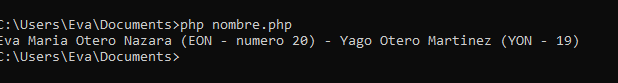 C:\Users\Eva\Documents>php nombre.php
Eva Maria Otero Nazara (EON - numero 20) - Yago Otero Martinez (YON - 19)
C:\Users\Eva\Documents>